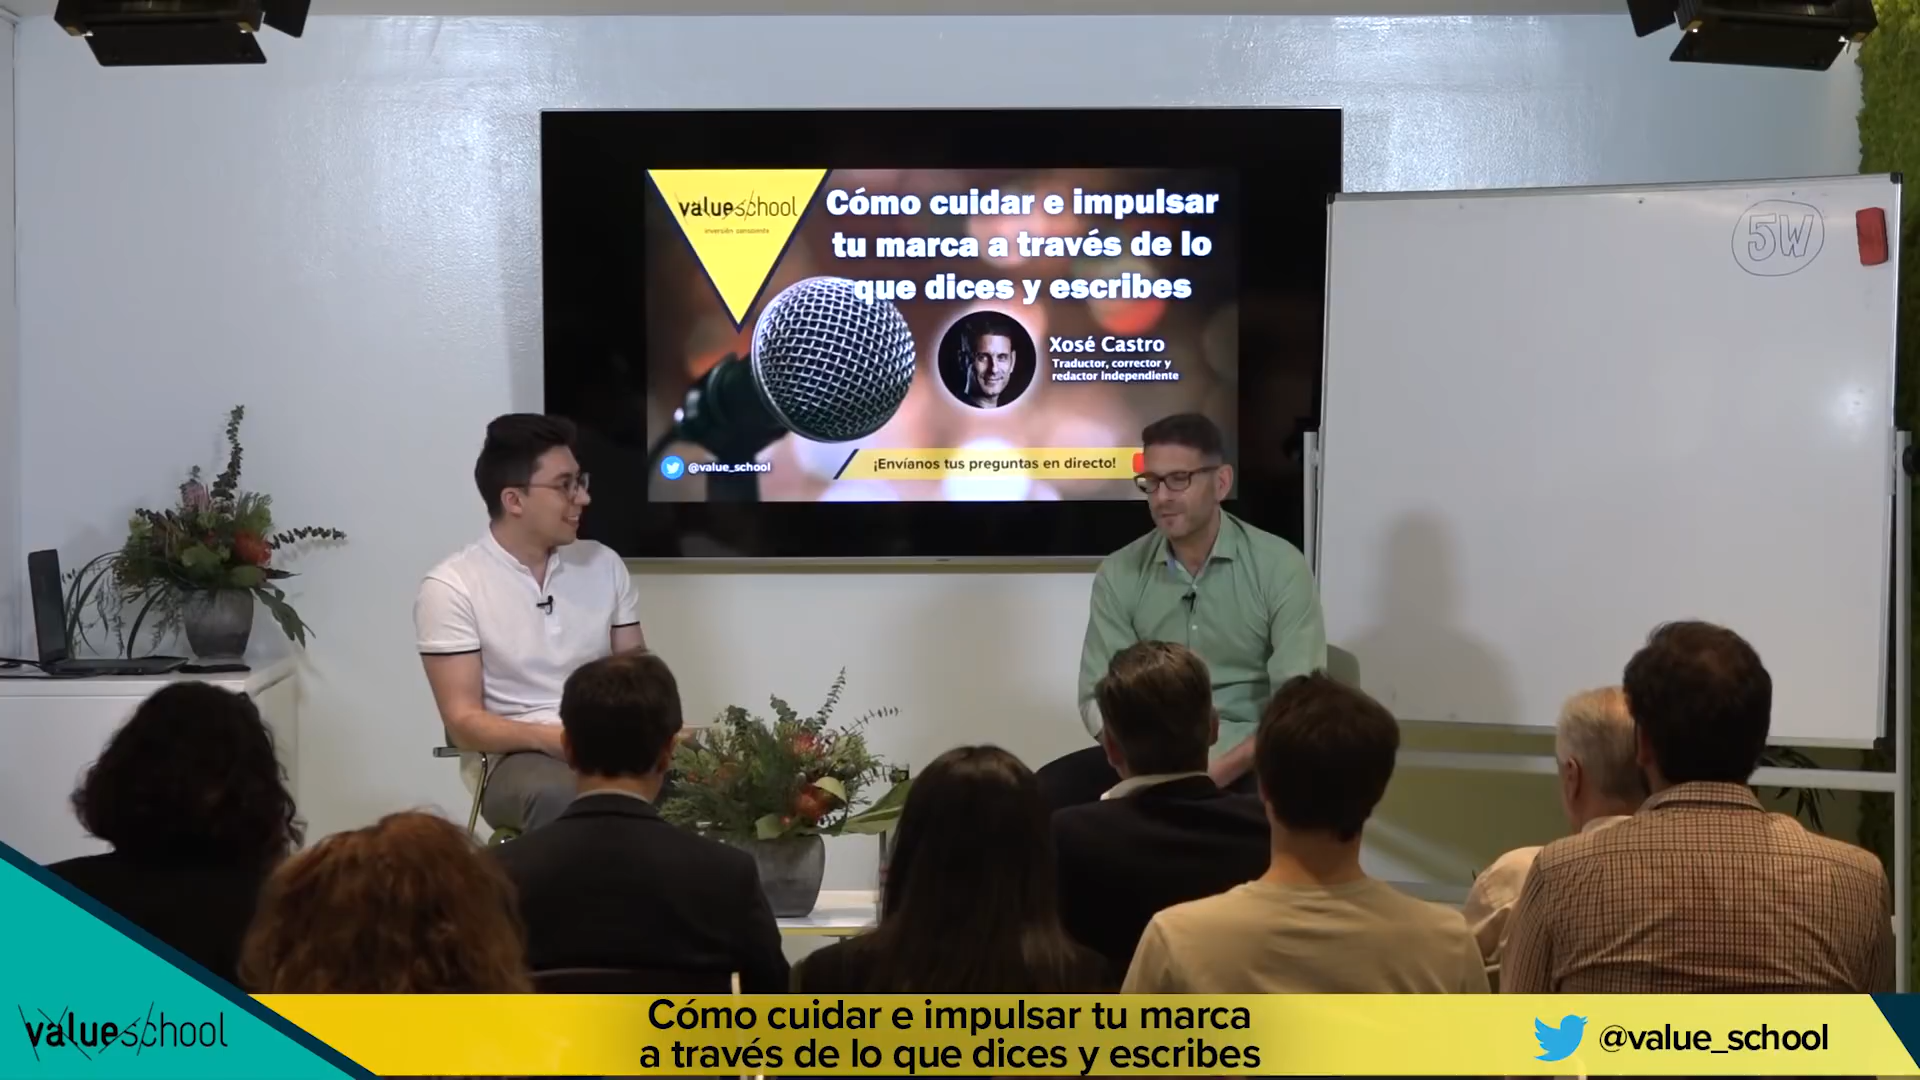 valueschool
inversión consciente
Cómo cuidar e impulsar
tu marca a través de lo
que dices y escribes
Xosé Castro
Traductor, corrector y
redactor independiente
@value_school
¡Envíanos tus preguntas en directo!
5W
valueschool
Cómo cuidar e impulsar tu marca
a través de lo que dices y escribes
@value_school